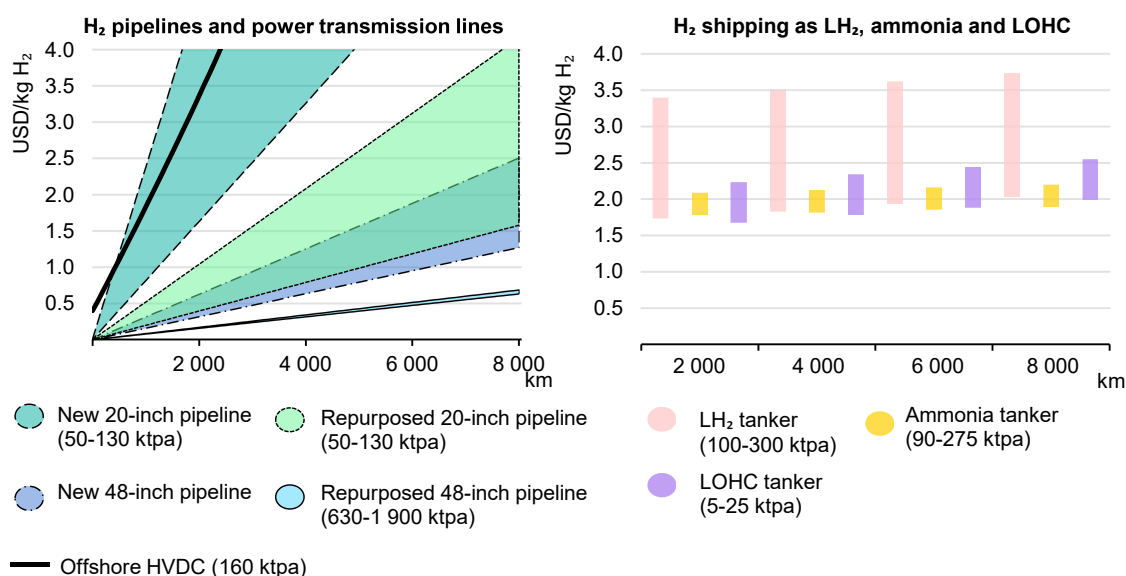 H₂ pipelines and power transmission lines
USD/kg H₂
4.0
3.5
3.0
2.5
2.0
1.5
1.0
0.5
2 000
4 000
6 000
8 000
km
New 20-inch pipeline
(50-130 ktpa)
Repurposed 20-inch pipeline
(50-130 ktpa)
New 48-inch pipeline
Repurposed 48-inch pipeline
(630-1 900 ktpa)
Offshore HVDC (160 ktpa)
H₂ shipping as LH₂, ammonia and LOHC
USD/kg H₂
4.0
3.5
3.0
2.5
2.0
1.5
1.0
0.5
2 000
4 000
6 000
8 000
km
LH₂ tanker
(100-300 ktpa)
Ammonia tanker
(90-275 ktpa)
LOHC tanker
(5-25 ktpa)